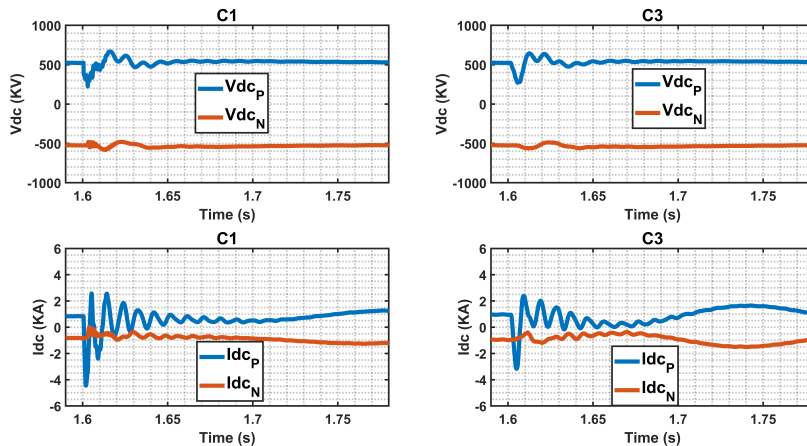 C1
1000
500
0
-500
-1000
Vdc (KV)
Vdc_P
Vdc_N
1.6
1.65
1.7
1.75
Time (s)
C3
1000
500
0
-500
-1000
Vdc (KV)
Vdc_P
Vdc_N
1.6
1.65
1.7
1.75
Time (s)
C1
6
4
2
0
-2
-4
-6
Idc (KA)
Idc_P
Idc_N
1.6
1.65
1.7
1.75
Time (s)
C3
6
4
2
0
-2
-4
-6
Idc (KA)
Idc_P
Idc_N
1.6
1.65
1.7
1.75
Time (s)